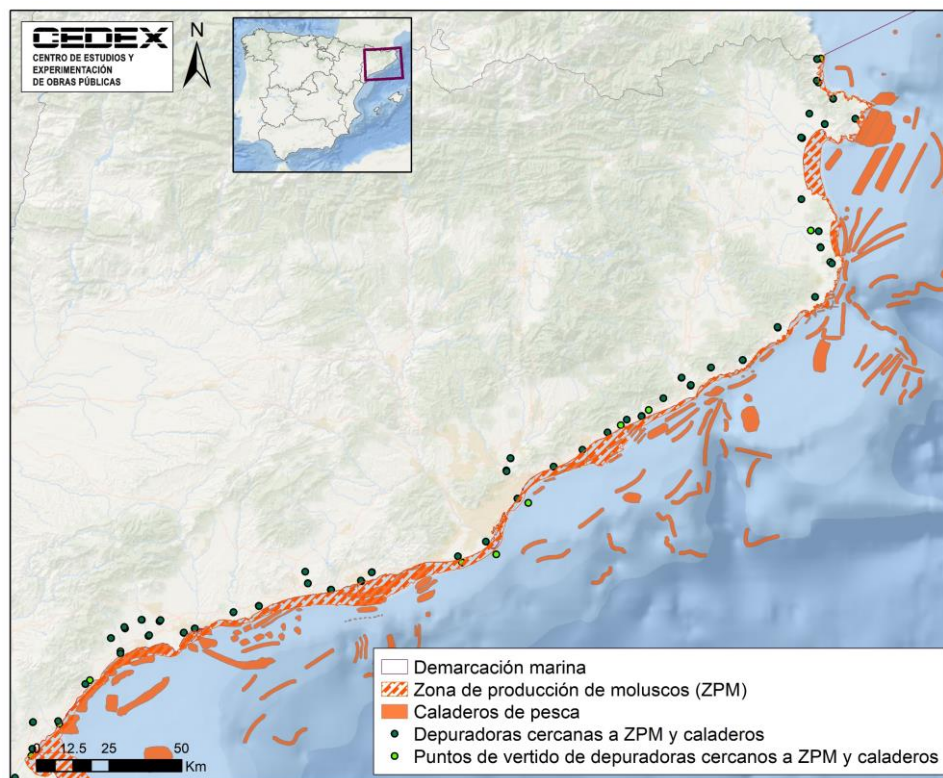 CEDEX
CENTRO DE ESTUDIOS Y
EXPERIMENTACIÓN
DE OBRAS PÚBLICAS
N
Demarcación marina
Zona de producción de moluscos (ZPM)
Caladeros de pesca
Depuradoras cercanas a ZPM y caladeros
Puntos de vertido de depuradoras cercanos a ZPM y caladeros
0 12.5 25 50
Km